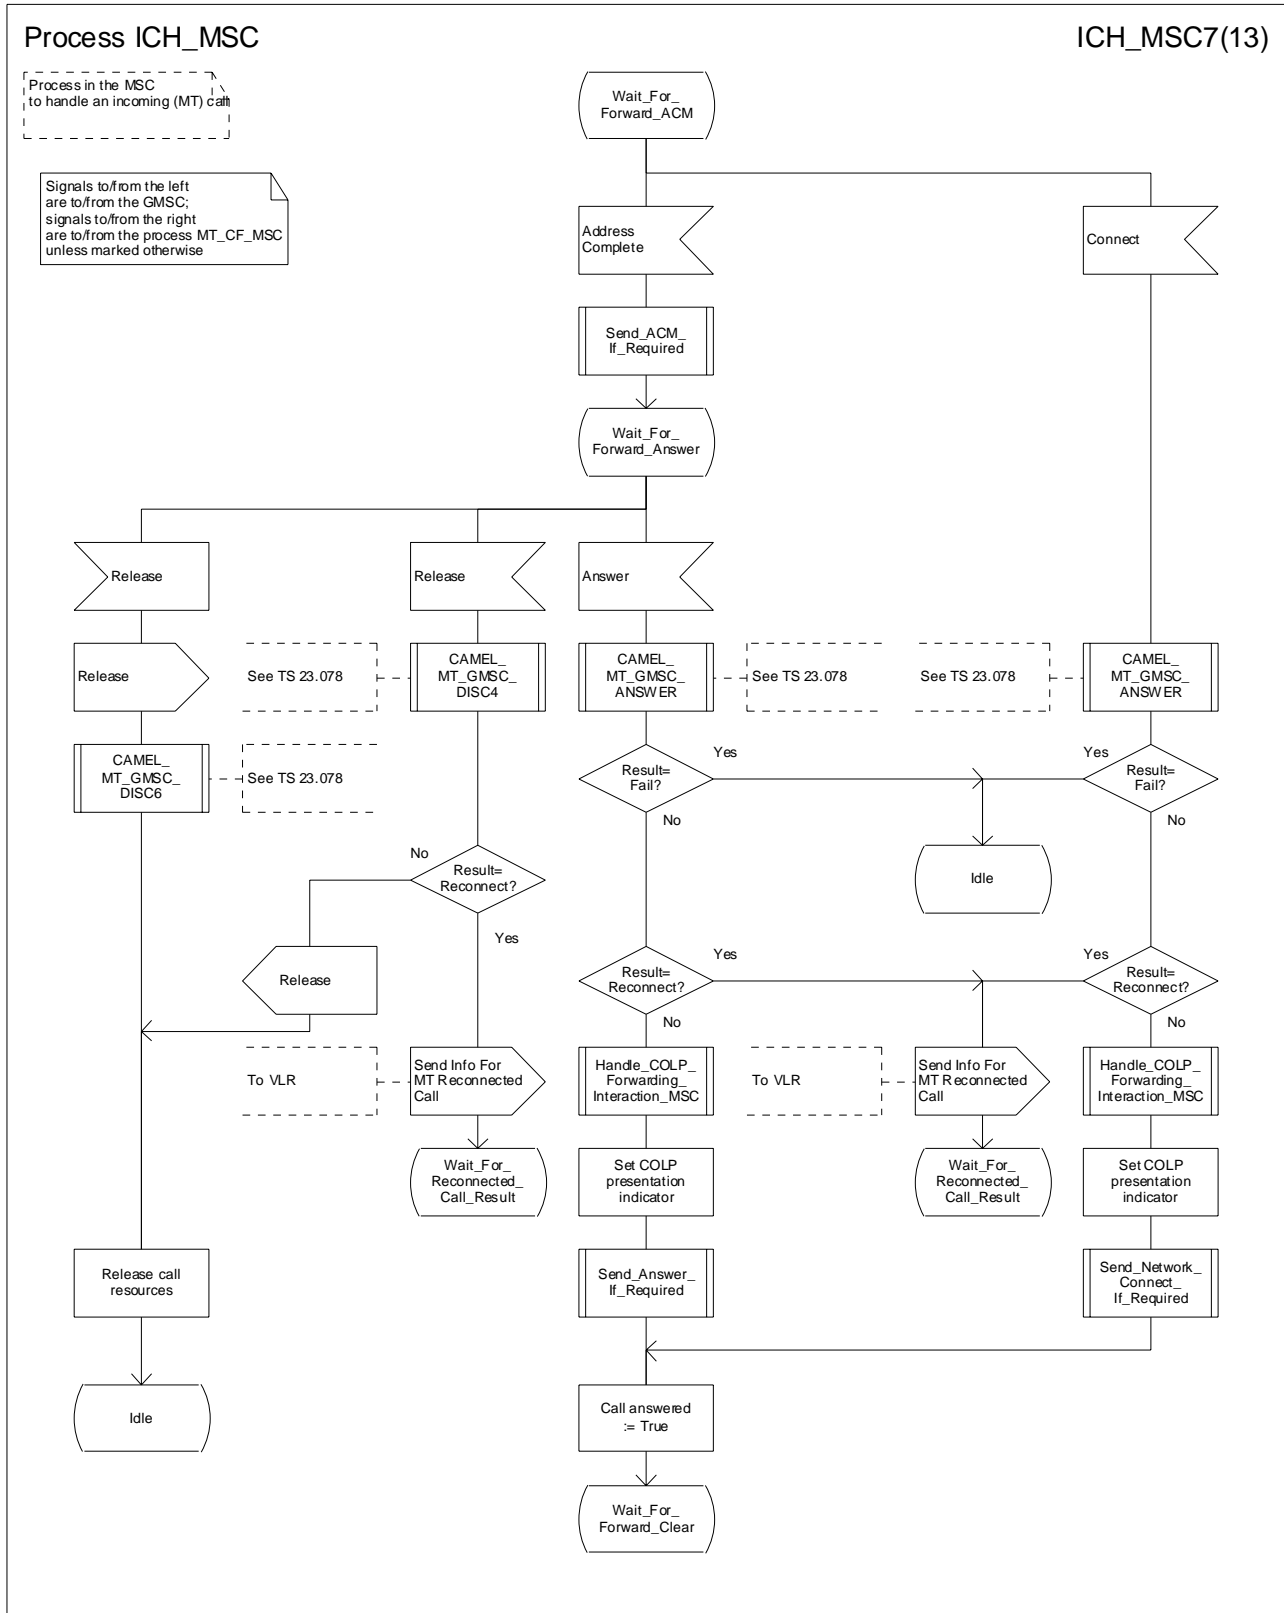 Process ICH_MSC
ICH_MSC7(13)
Process in the MSC
to handle an incoming (MT) call
Signals to/from the left
are to/from the GMSC;
signals to/from the right
are to/from the process MT_CF_MSC
unless marked otherwise
Wait_For_
Forward_ACM
Address
Complete
Connect
Send_ACM_
If_Required
Wait_For_
Forward_Answer
Release
Release
Answer
Release
See TS 23.078
CAMEL_
MT_GMSC_
DISC4
CAMEL_
MT_GMSC_
ANSWER
See TS 23.078
See TS 23.078
CAMEL_
MT_GMSC_
ANSWER
CAMEL_
MT_GMSC_
DISC6
See TS 23.078
Result=
Fail?
Yes
Yes
Result=
Fail?
No
No
No
Result=
Reconnect?
Yes
Idle
Release
Result=
Reconnect?
Yes
Yes
Result=
Reconnect?
No
No
To VLR
Send Info For
MT Reconnected
Call
Handle_COLP_
Forwarding_
Interaction_MSC
To VLR
Send Info For
MT Reconnected
Call
Handle_COLP_
Forwarding_
Interaction_MSC
Wait_For_
Reconnected_
Call_Result
Set COLP
presentation
indicator
Wait_For_
Reconnected_
Call_Result
Set COLP
presentation
indicator
Release call
resources
Send_Answer_
If_Required
Send_Network_
Connect_
If_Required
Idle
Call answered
:= True
Wait_For_
Forward_Clear